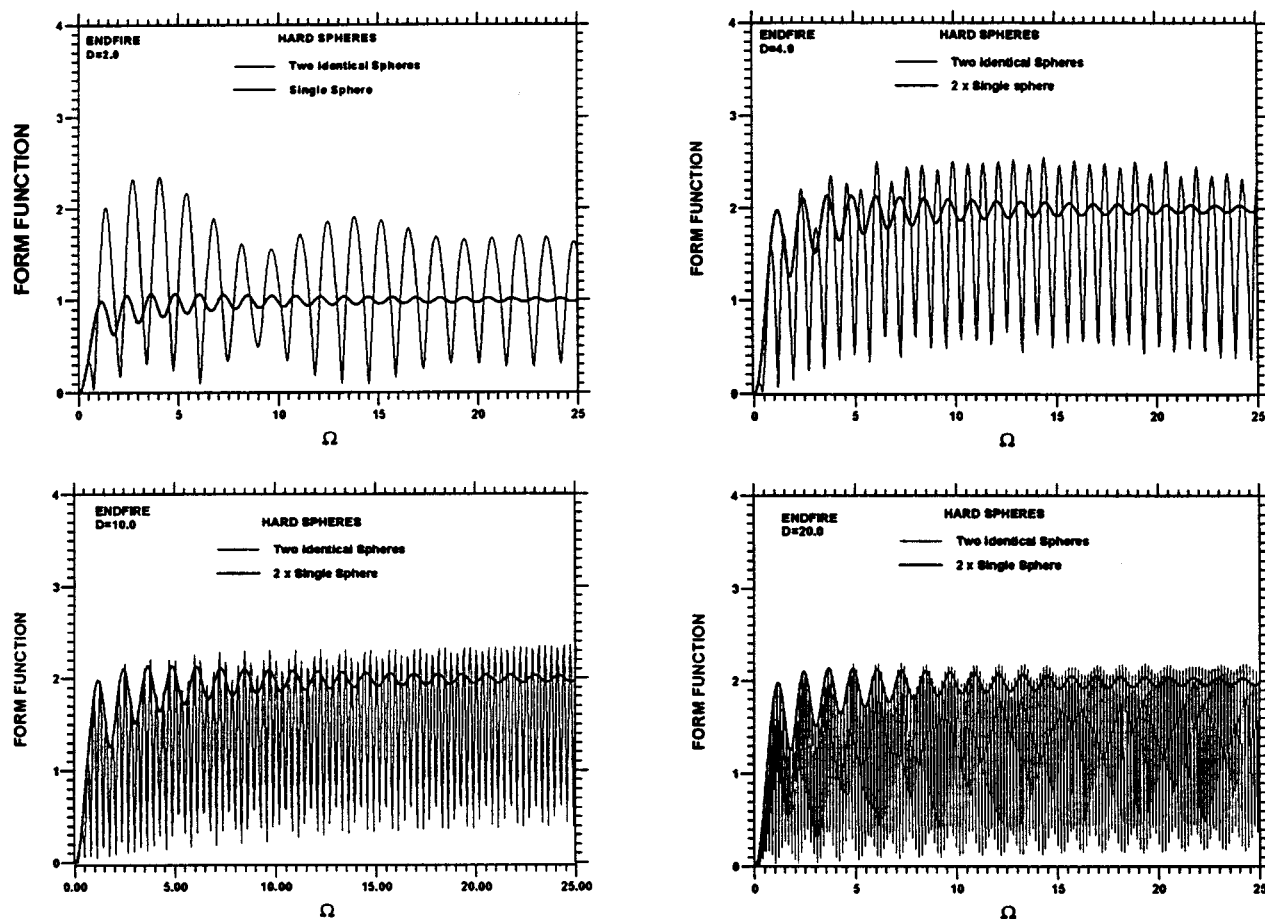 ENDFIRE
D=2.0
HARD SPHERES
Two identical Spheres
Single Sphere
FORM FUNCTION
4
3
2
1
0
0 5 10 15 20 25
Ω
ENDFIRE
D=4.0
HARD SPHERES
Two identical Spheres
2 x Single sphere
FORM FUNCTION
4
3
2
1
0
0 5 10 15 20 25
Ω
ENDFIRE
D=10.0
HARD SPHERES
Two identical Spheres
2 x Single Sphere
FORM FUNCTION
4
3
2
1
0
0.00 5.00 10.00 15.00 20.00 25.00
Ω
ENDFIRE
D=20.0
HARD SPHERES
Two identical Spheres
2 x Single Sphere
FORM FUNCTION
4
3
2
1
0
0 5 10 15 20 25
Ω